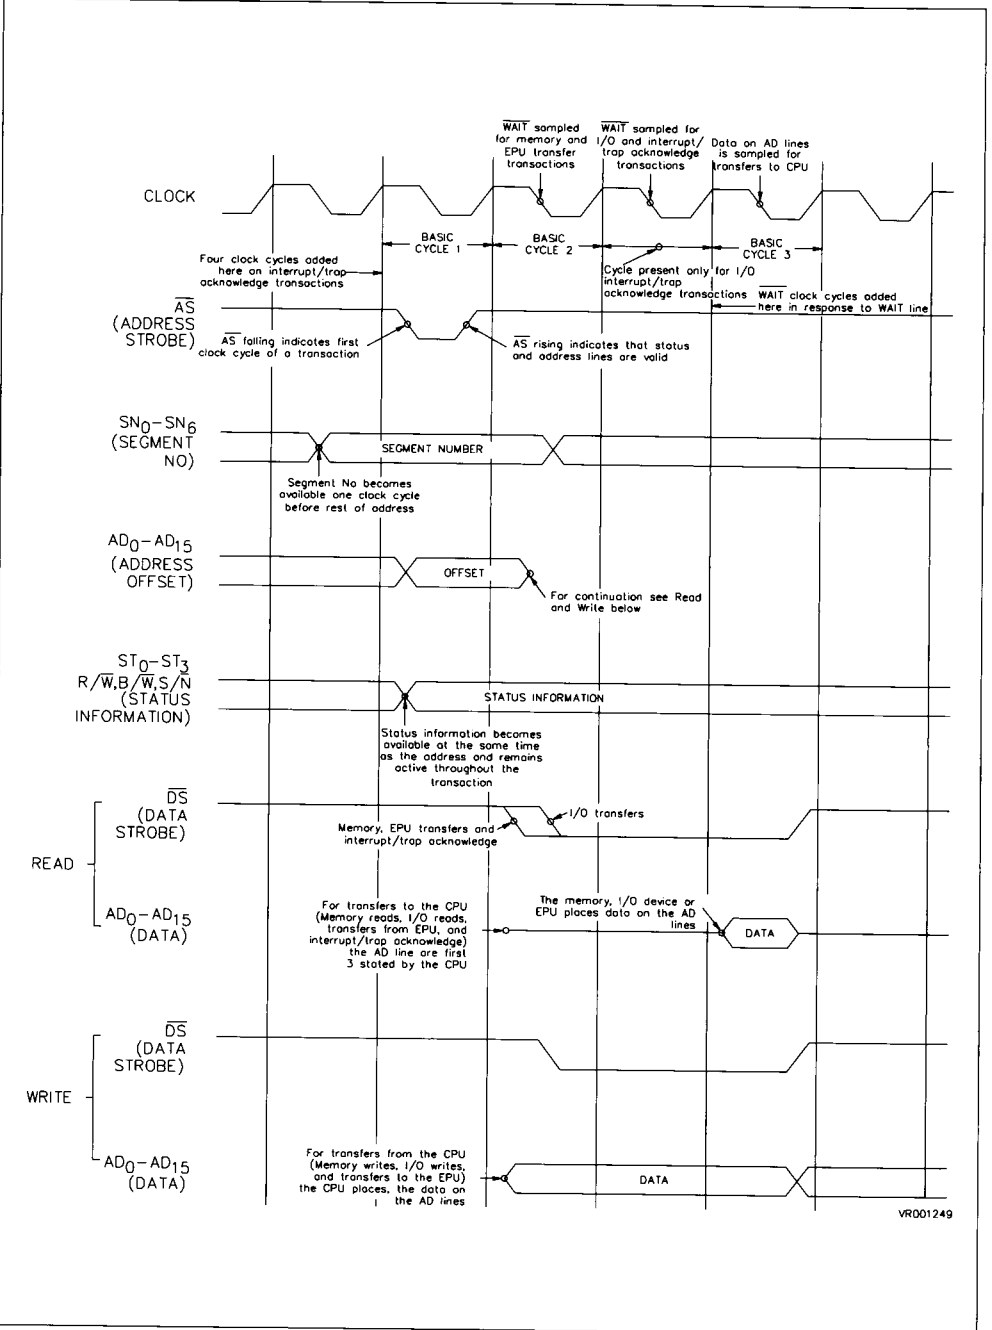 WAIT sampled
for memory and
EPU transfer
transactions
WAIT sampled for
I/O and interrupt/
trap acknowledge
transactions
Data on AD lines
is sampled for
transfers to CPU
CLOCK
BASIC
CYCLE 1
BASIC
CYCLE 2
BASIC
CYCLE 3
Four clock cycles added
here on interrupt/trap
acknowledge transactions
Cycle present only for I/O
interrupt/trap
acknowledge transactions
WAIT clock cycles added
here in response to WAIT line
AS
(ADDRESS
STROBE)
AS falling indicates first
clock cycle of a transaction
AS rising indicates that status
and address lines are valid
SN0-SN6
(SEGMENT
NO)
SEGMENT NUMBER
Segment No becomes
available one clock cycle
before rest of address
AD0-AD15
(ADDRESS
OFFSET)
OFFSET
For continuation see Read
and Write below
ST0-ST3
R/W,B/W,S/N
(STATUS
INFORMATION)
STATUS INFORMATION
Status information becomes
available at the same time
as the address and remains
active throughout the
transaction
READ
DS
(DATA
STROBE)
I/O transfers
Memory, EPU transfers and
interrupt/trap acknowledge
AD0-AD15
(DATA)
For transfers to the CPU
(Memory reads, I/O reads,
transfers from EPU, and
interrupt/trap acknowledge)
the AD line are first
3 stated by the CPU
The memory, I/O device or
EPU places data on the AD
lines
DATA
WRITE
DS
(DATA
STROBE)
AD0-AD15
(DATA)
For transfers from the CPU
(Memory writes, I/O writes,
and transfers to the EPU)
the CPU places, the data on
the AD lines
DATA
VR001249